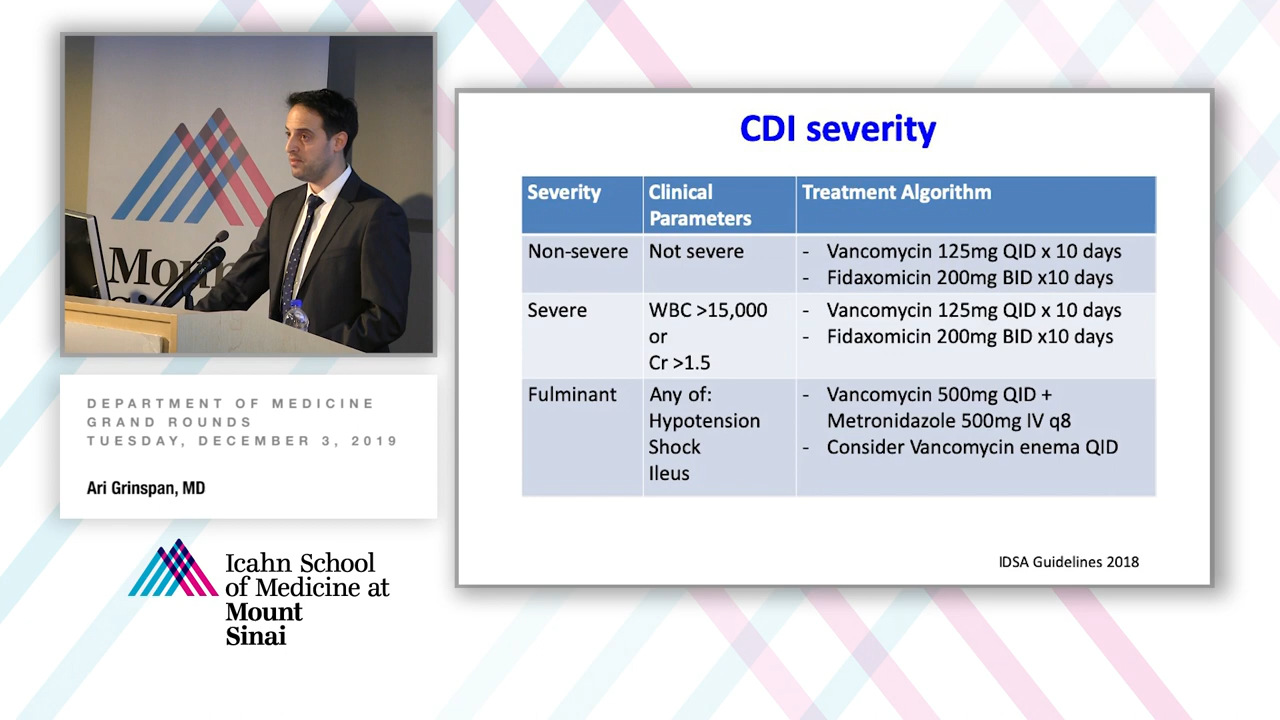 Mount
DEPARTMENT OF MEDICINE
GRAND ROUNDS
TUESDAY, DECEMBER 3, 2019
Ari Grinspan, MD
Icahn School
of Medicine at
Mount
Sinai
CDI severity
Severity
Clinical
Parameters
Treatment Algorithm
Non-severe
Not severe
- Vancomycin 125mg QID x 10 days
- Fidaxomicin 200mg BID x10 days
Severe
WBC >15,000
or
Cr >1.5
- Vancomycin 125mg QID x 10 days
- Fidaxomicin 200mg BID x10 days
Fulminant
Any of:
Hypotension
Shock
Ileus
- Vancomycin 500mg QID +
Metronidazole 500mg IV q8
- Consider Vancomycin enema QID
IDSA Guidelines 2018